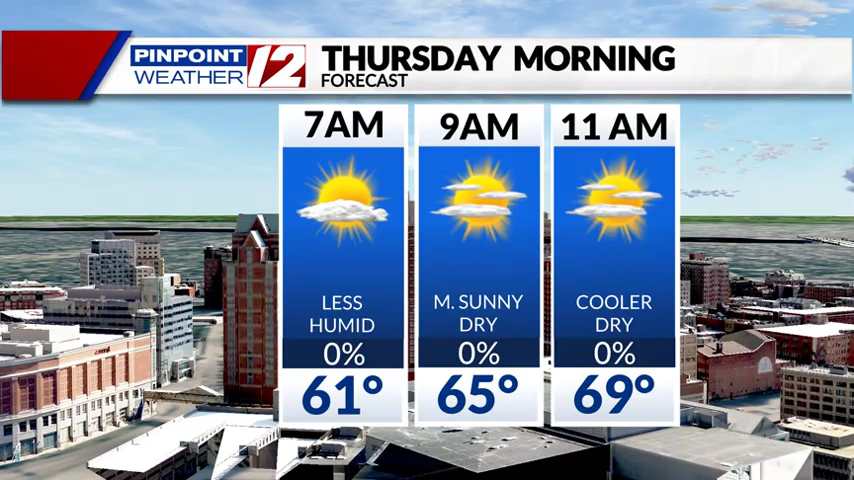 PINPOINT
WEATHER 12
THURSDAY MORNING
FORECAST
7AM
LESS
HUMID
0%
61°
9AM
M. SUNNY
DRY
0%
65°
11 AM
COOLER
DRY
0%
69°